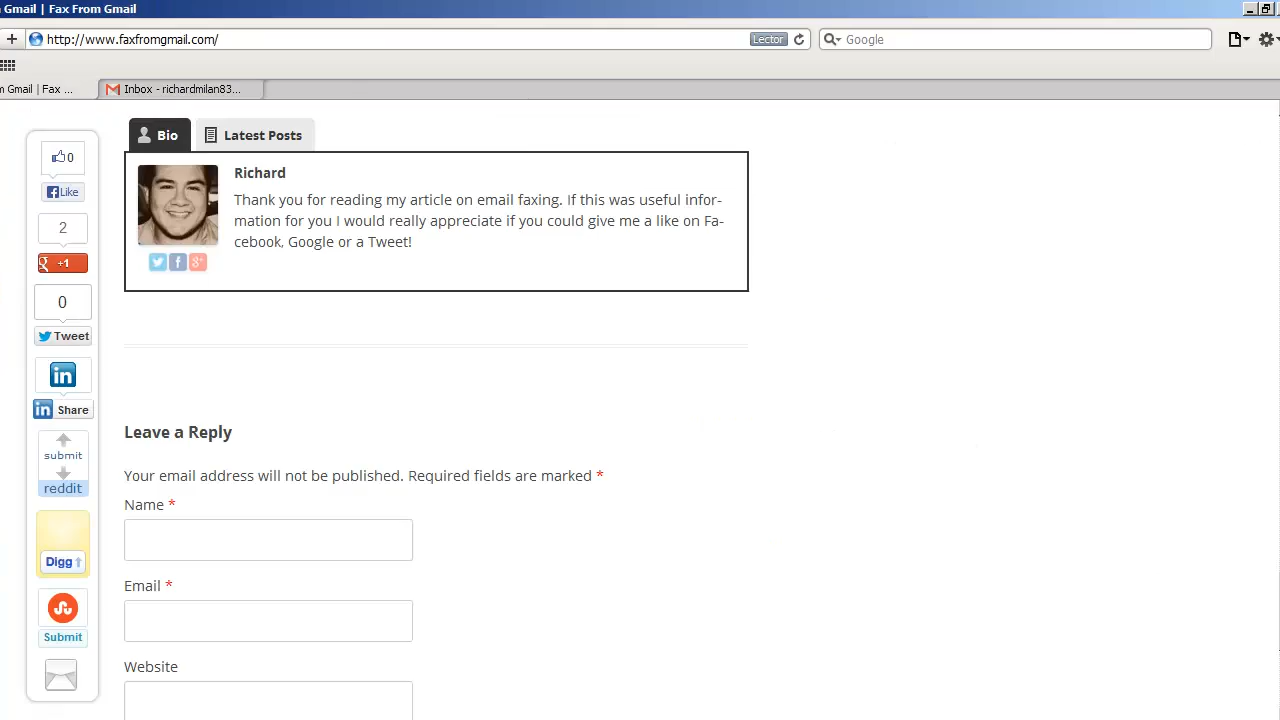 Gmail | Fax From Gmail
http://www.faxfromgmail.com/
Lector
Google
Gmail | Fax ...
Inbox - richardmilan83...
Bio
Latest Posts
0
Like
2
+1
0
Tweet
in
in Share
submit
reddit
Digg
Submit
Richard
Thank you for reading my article on email faxing. If this was useful infor-
mation for you I would really appreciate if you could give me a like on Fa-
cebook, Google or a Tweet!
Leave a Reply
Your email address will not be published. Required fields are marked *
Name *
Email *
Website